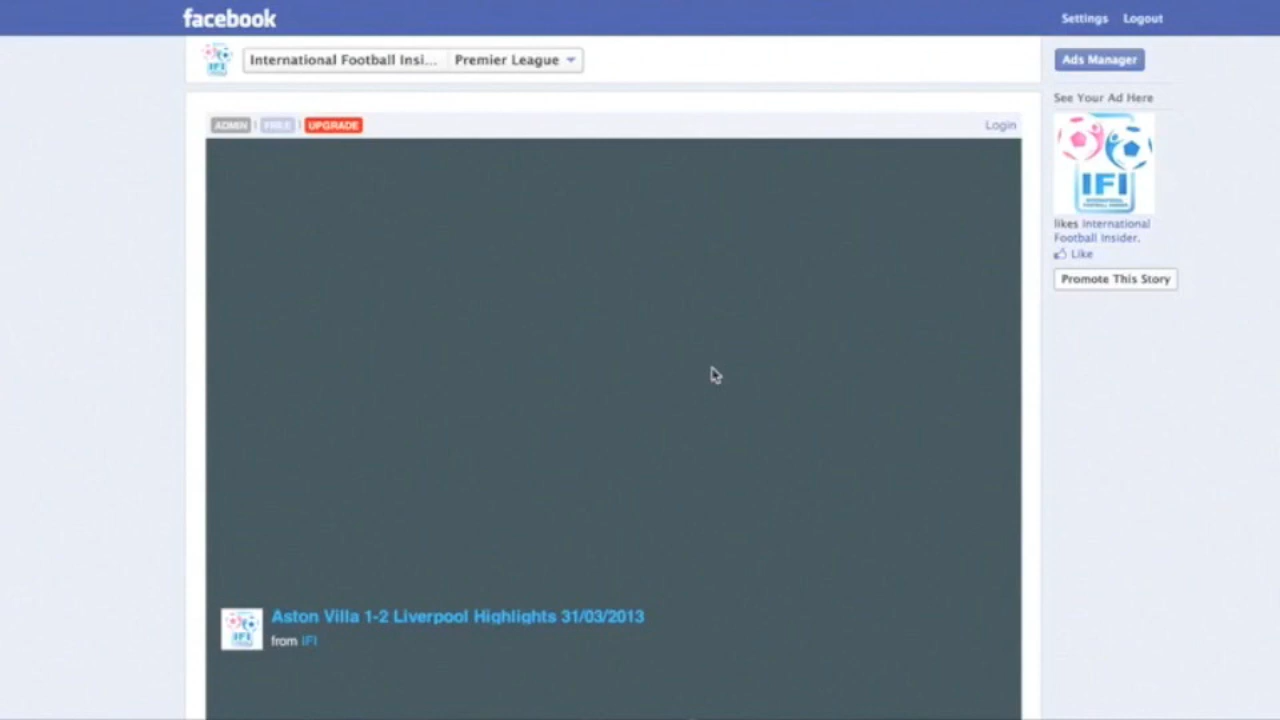 facebook
Settings
Logout
International Football Insi...
Premier League
Ads Manager
See Your Ad Here
ADMIN
FREE
UPGRADE
Login
IFI
likes International
Football Insider.
Like
Promote This Story
Aston Villa 1-2 Liverpool Highlights 31/03/2013
from IFI